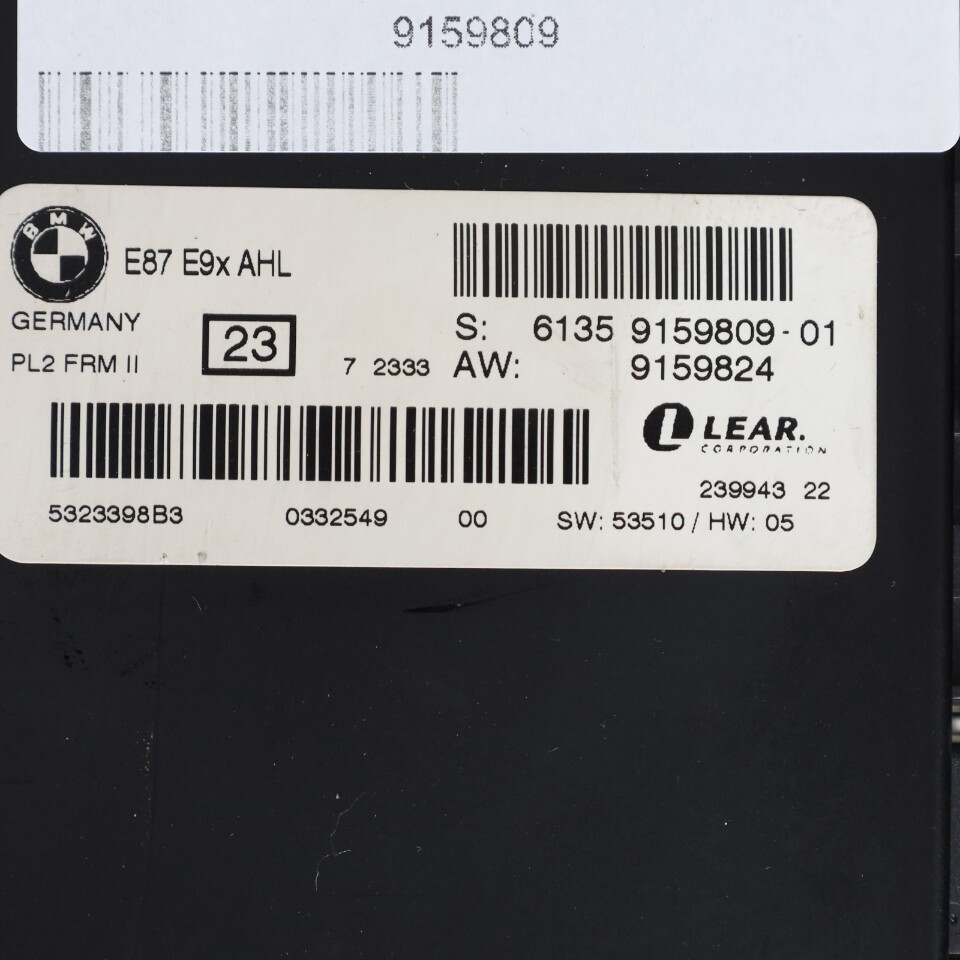 9159809
BMW
E87 E9x AHL
GERMANY
PL2 FRM II
23
7 2333
S: 6135 9159809-01
AW: 9159824
L LEAR.
CORPORATION
239943 22
5323398B3 0332549 00 SW: 53510 / HW: 05